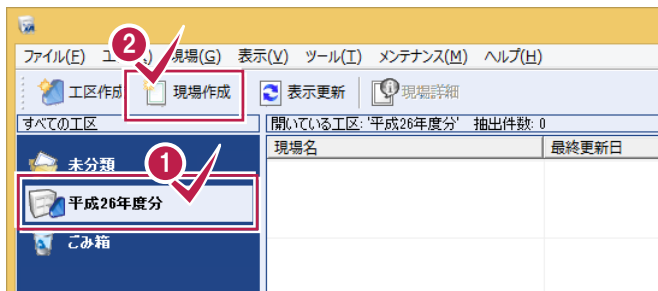 2
ファイル(F) エ 現場(G) 表示(V) ツール(T) メンテナンス(M) ヘルプ(H)
工区作成 現場作成 表示更新 現場詳細
すべての工区 開いている工区: '平成26年度分' 抽出件数: 0
現場名 最終更新日
未分類
1
平成26年度分
ごみ箱